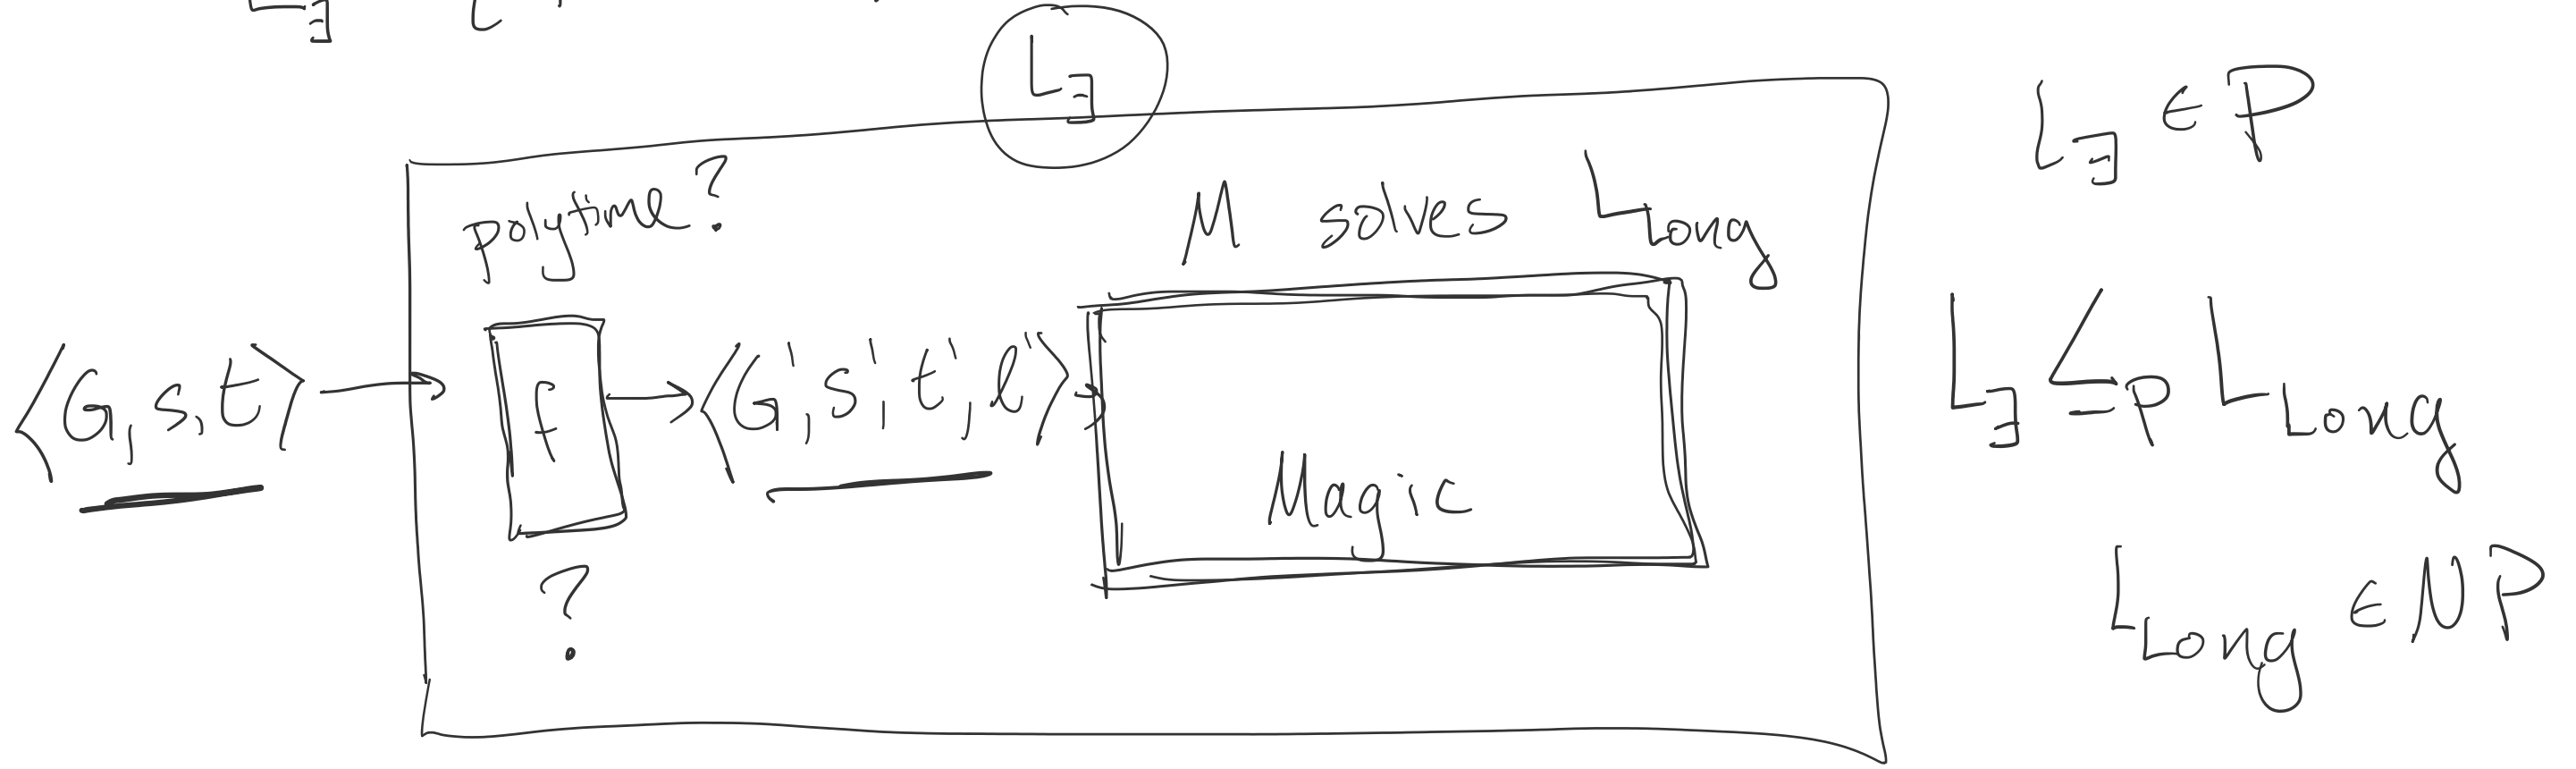 L∃
L∃
L∃ ∈ P
polytime?
M solves L_Long
⟨G, s, t⟩ → f → ⟨G', s', t', l'⟩ →
L∃ ≤p L_Long
Magic
?
L_Long ∈ NP